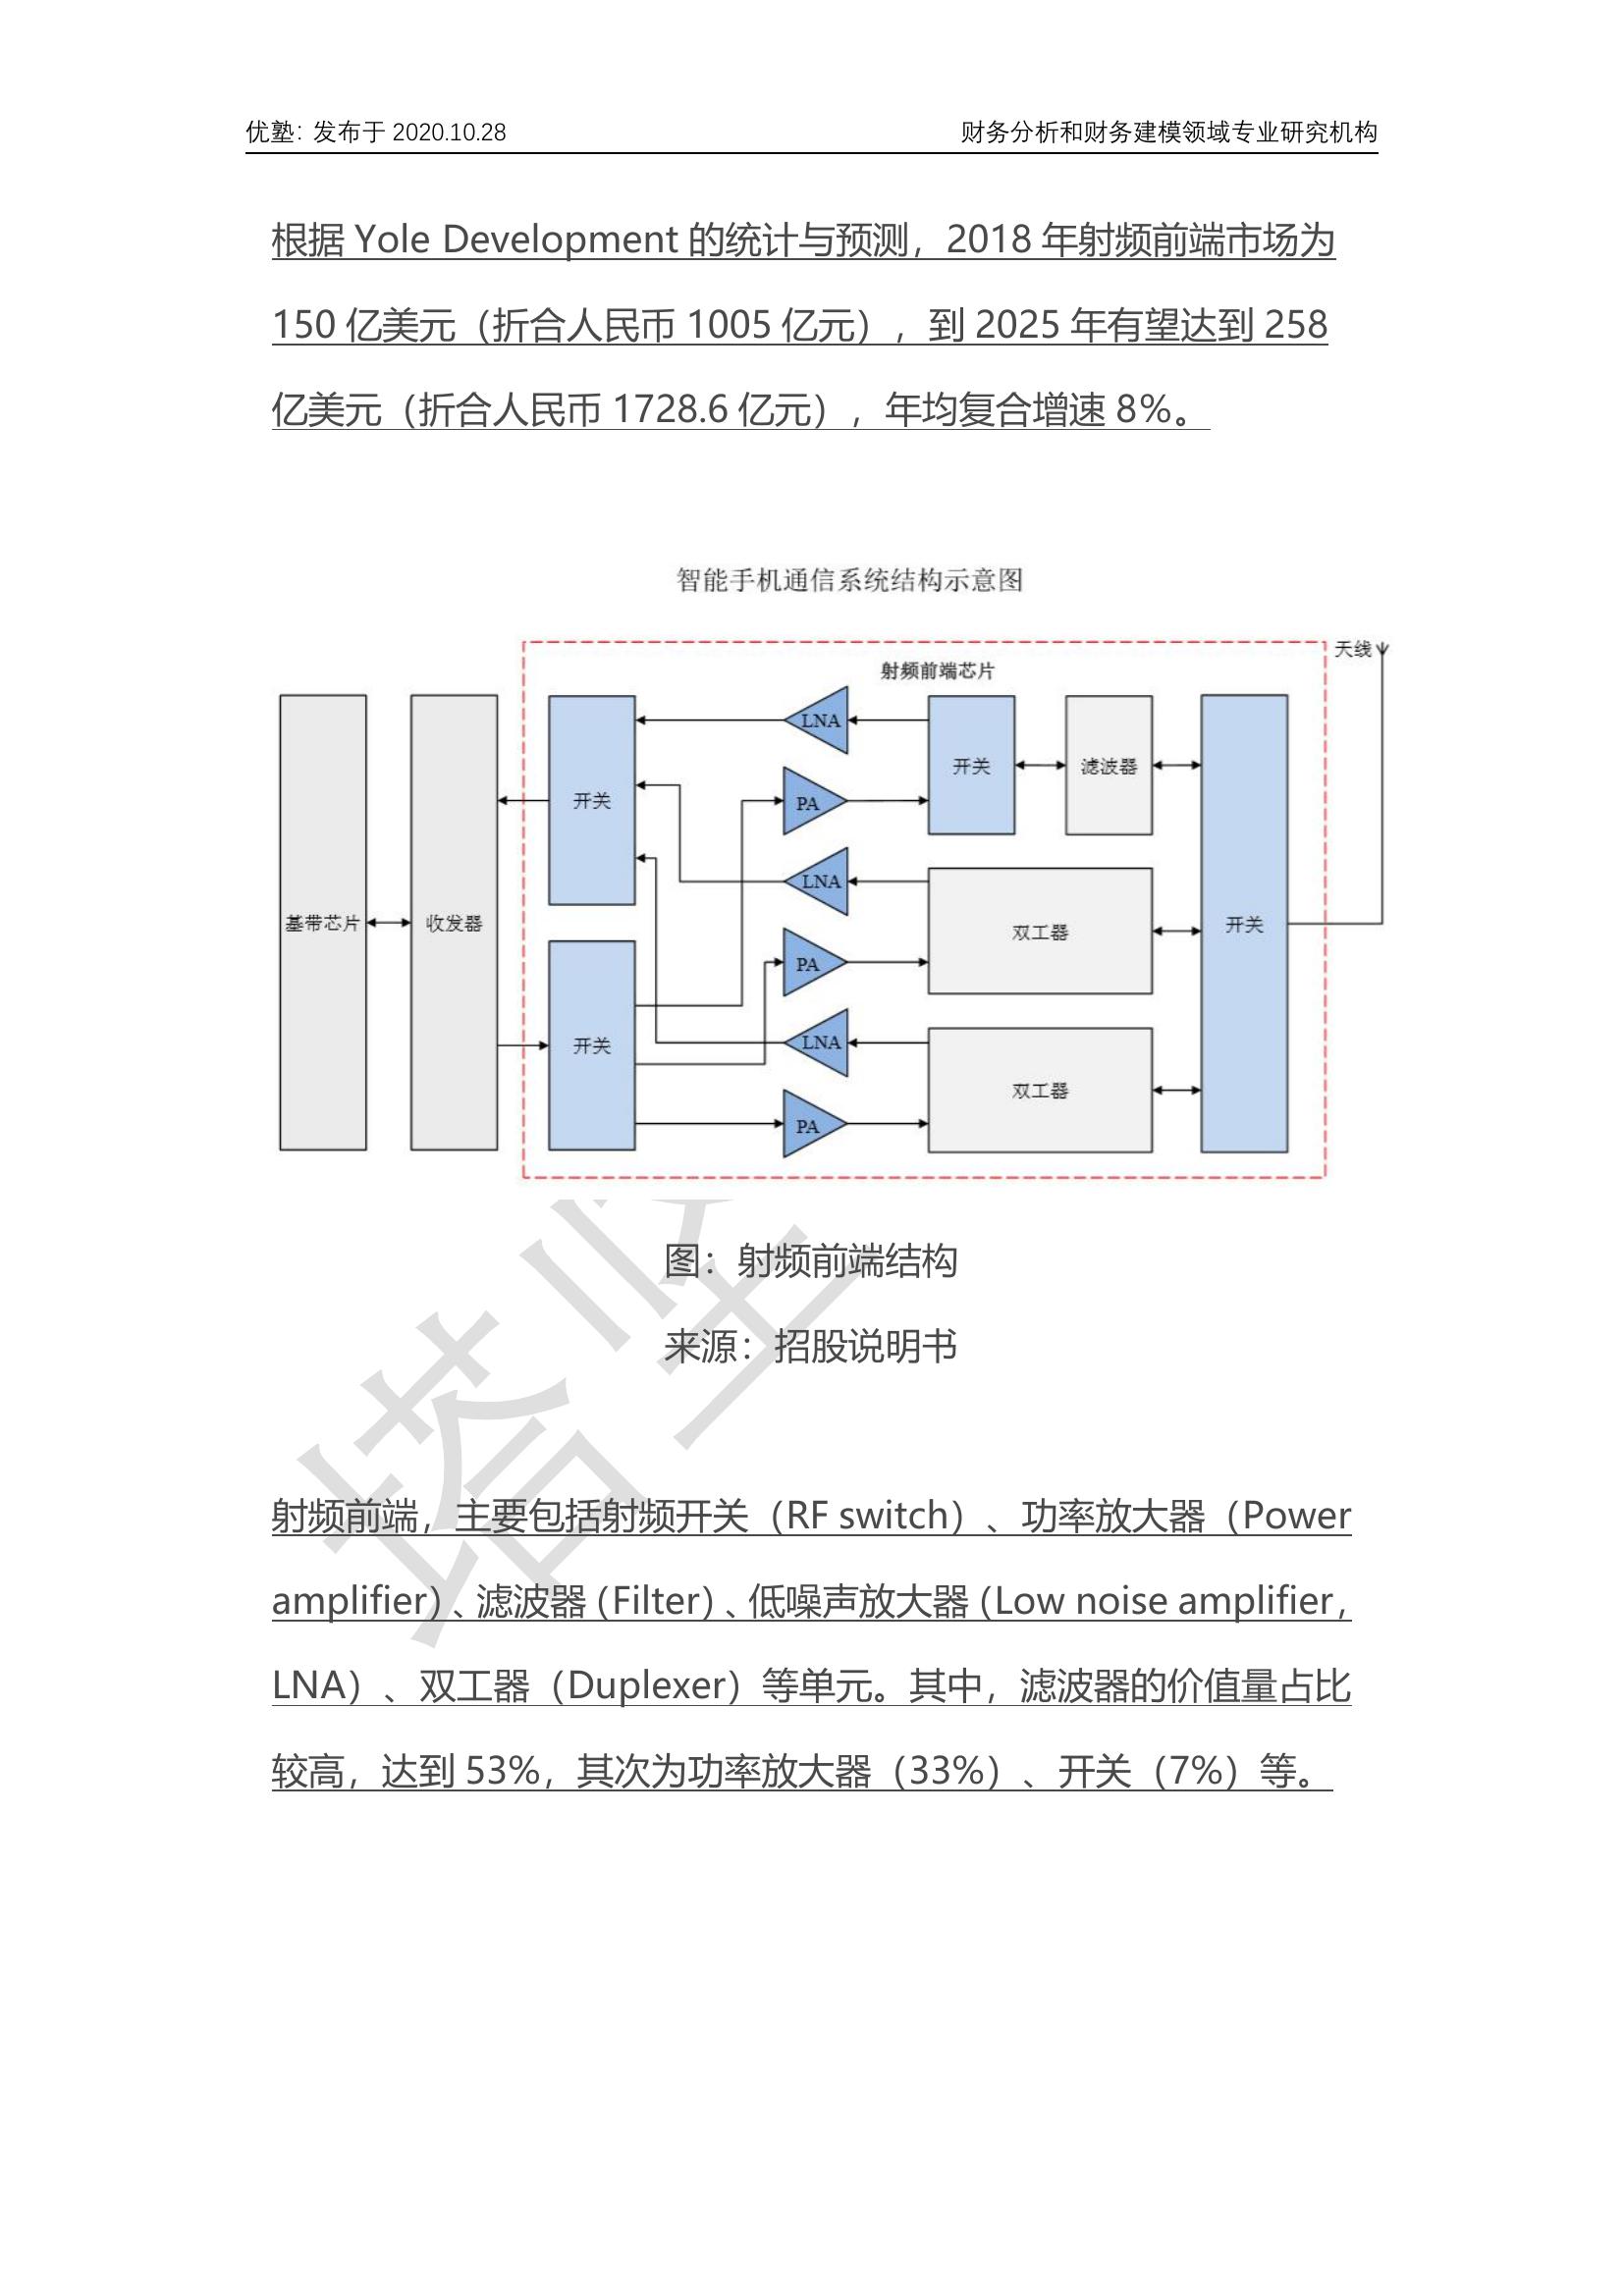 优塾：发布于 2020.10.28
财务分析和财务建模领域专业研究机构
根据 Yole Development 的统计与预测，2018 年射频前端市场为
150 亿美元（折合人民币 1005 亿元），到 2025 年有望达到 258
亿美元（折合人民币 1728.6 亿元），年均复合增速 8%。
智能手机通信系统结构示意图
天线
射频前端芯片
LNA
开关
滤波器
开关
PA
LNA
基带芯片
收发器
双工器
开关
PA
开关
LNA
双工器
PA
图：射频前端结构
来源：招股说明书
射频前端，主要包括射频开关（RF switch）、功率放大器（Power
amplifier）、滤波器（Filter）、低噪声放大器（Low noise amplifier，
LNA）、双工器（Duplexer）等单元。其中，滤波器的价值量占比
较高，达到 53%，其次为功率放大器（33%）、开关（7%）等。
塔